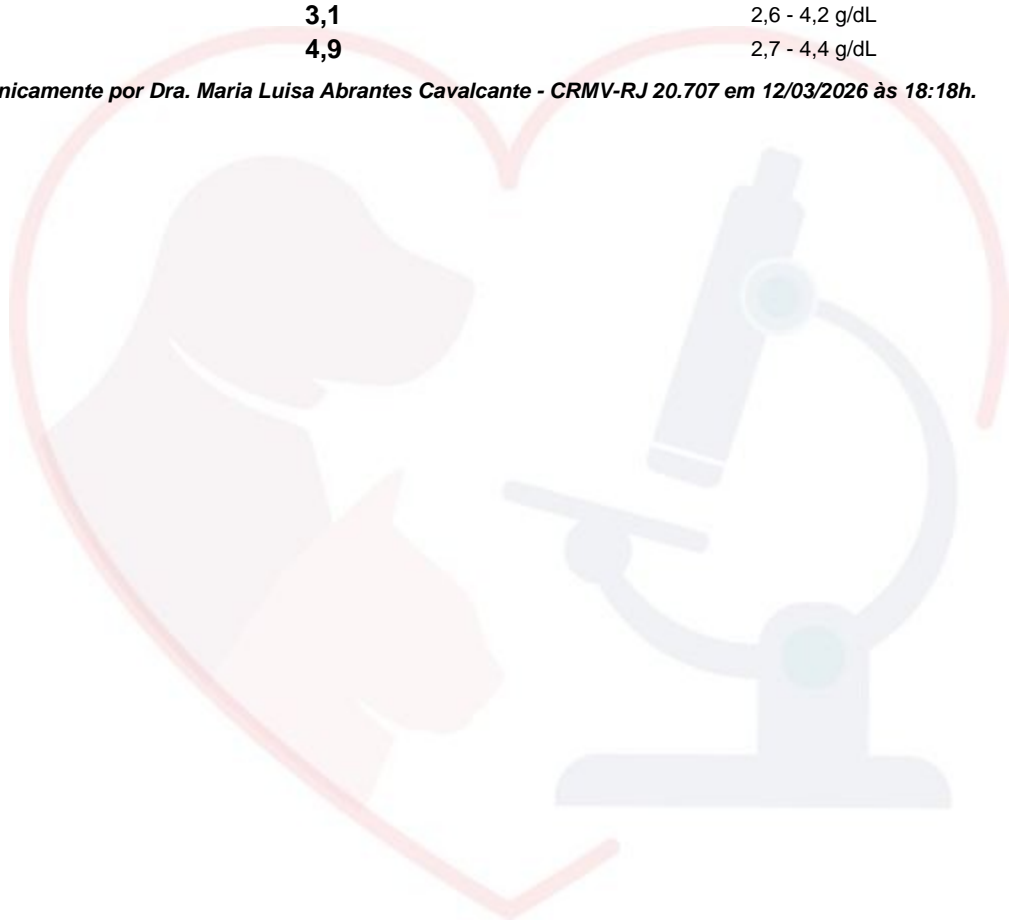 3,1 2,6 - 4,2 g/dL
4,9 2,7 - 4,4 g/dL
nicamente por Dra. Maria Luisa Abrantes Cavalcante - CRMV-RJ 20.707 em 12/03/2026 às 18:18h.